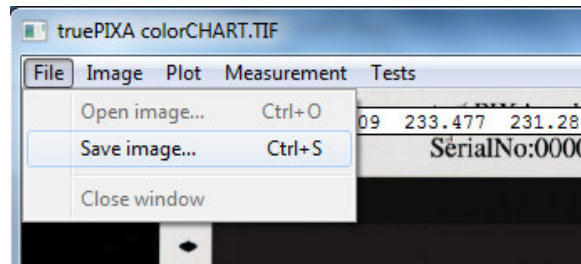 truePIXA colorCHART.TIF
File Image Plot Measurement Tests
Open image... Ctrl+O
09 233.477 231.28
Save image... Ctrl+S
SerialNo:0000
Close window